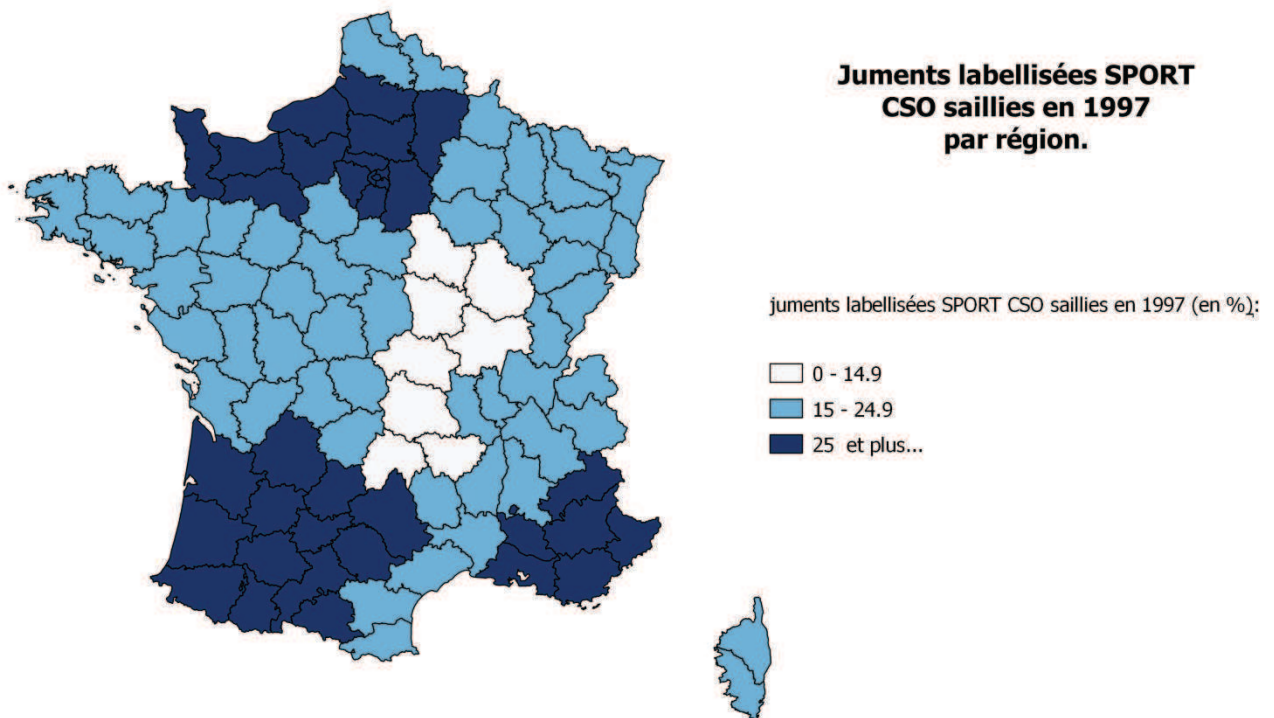 Juments labellisées SPORT
CSO saillies en 1997
par région.
juments labellisées SPORT CSO saillies en 1997 (en %):
0 - 14.9
15 - 24.9
25 et plus...